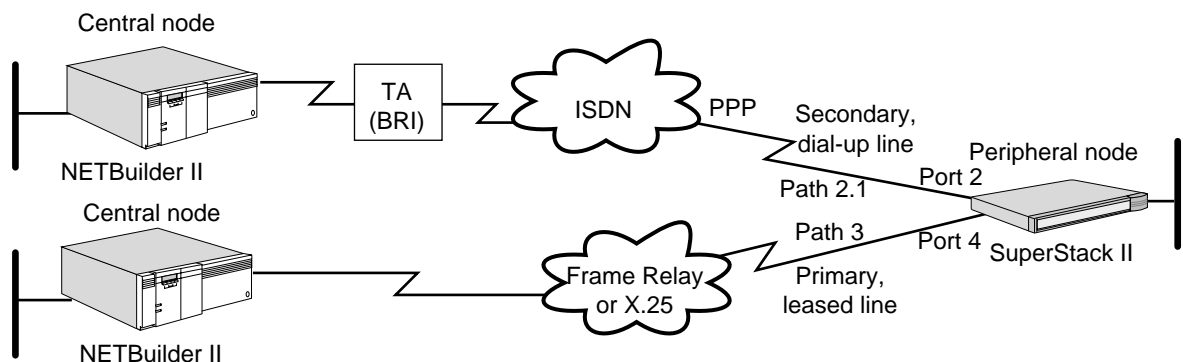 Central node
TA
(BRI)
ISDN
PPP
Secondary,
dial-up line
Peripheral node
NETBuilder II
Path 2.1
Port 2
Central node
Path 3
Port 4
SuperStack II
Frame Relay
or X.25
Primary,
leased line
NETBuilder II